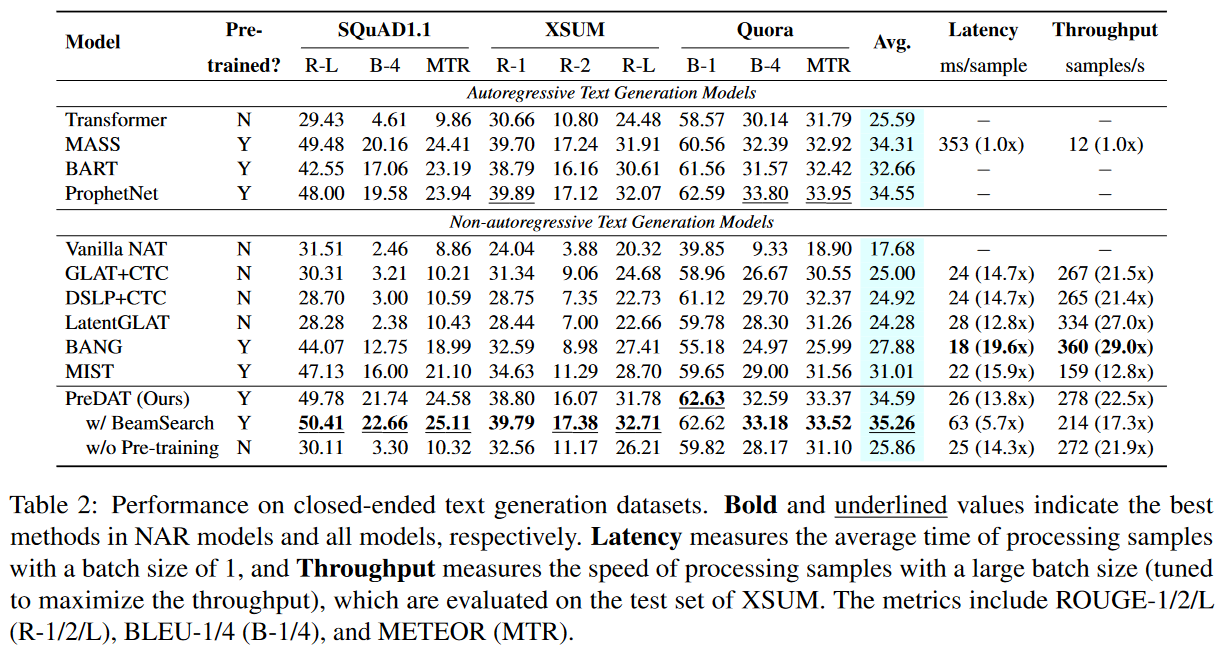 Model Pre-trained? SQuAD1.1 XSUM Quora Avg. Latency Throughput
R-L B-4 MTR R-1 R-2 R-L B-1 B-4 MTR ms/sample samples/s
Autoregressive Text Generation Models
Transformer N 29.43 4.61 9.86 30.66 10.80 24.48 58.57 30.14 31.79 25.59 – –
MASS Y 49.48 20.16 24.41 39.70 17.24 31.91 60.56 32.39 32.92 34.31 353 (1.0x) 12 (1.0x)
BART Y 42.55 17.06 23.19 38.79 16.16 30.61 61.56 31.57 32.42 32.66 – –
ProphetNet Y 48.00 19.58 23.94 39.89 17.12 32.07 62.59 33.80 33.95 34.55 – –
Non-autoregressive Text Generation Models
Vanilla NAT N 31.51 2.46 8.86 24.04 3.88 20.32 39.85 9.33 18.90 17.68 – –
GLAT+CTC N 30.31 3.21 10.21 31.34 9.06 24.68 58.96 26.67 30.55 25.00 24 (14.7x) 267 (21.5x)
DSLP+CTC N 28.70 3.00 10.59 28.75 7.35 22.73 61.12 29.70 32.37 24.92 24 (14.7x) 265 (21.4x)
LatentGLAT N 28.28 2.38 10.43 28.44 7.00 22.66 59.78 28.30 31.26 24.28 28 (12.8x) 334 (27.0x)
BANG Y 44.07 12.75 18.99 32.59 8.98 27.41 55.18 24.97 25.99 27.88 18 (19.6x) 360 (29.0x)
MIST Y 47.13 16.00 21.10 34.63 11.29 28.70 59.65 29.00 31.56 31.01 22 (15.9x) 159 (12.8x)
PreDAT (Ours) Y 49.78 21.74 24.58 38.80 16.07 31.78 62.63 32.59 33.37 34.59 26 (13.8x) 278 (22.5x)
w/ BeamSearch Y 50.41 22.66 25.11 39.79 17.38 32.71 62.62 33.18 33.52 35.26 63 (5.7x) 214 (17.3x)
w/o Pre-training N 30.11 3.30 10.32 32.56 11.17 26.21 59.82 28.17 31.10 25.86 25 (14.3x) 272 (21.9x)
Table 2: Performance on closed-ended text generation datasets. Bold and underlined values indicate the best
methods in NAR models and all models, respectively. Latency measures the average time of processing samples
with a batch size of 1, and Throughput measures the speed of processing samples with a large batch size (tuned
to maximize the throughput), which are evaluated on the test set of XSUM. The metrics include ROUGE-1/2/L
(R-1/2/L), BLEU-1/4 (B-1/4), and METEOR (MTR).